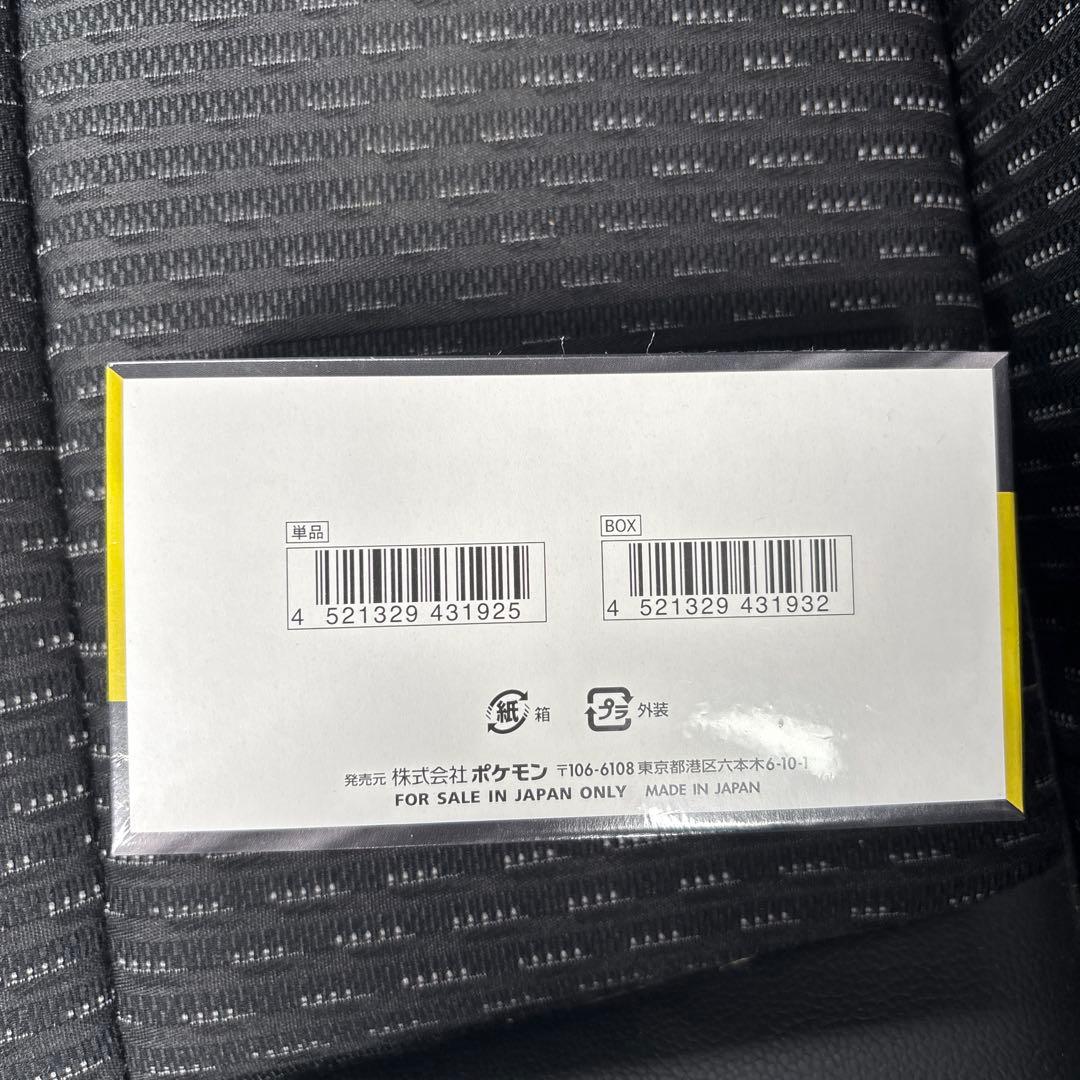 単品
4 521329 431925
BOX
4 521329 431932
紙 箱
プラ 外装
発売元 株式会社 ポケモン 〒106-6108 東京都港区六本木6-10-1
FOR SALE IN JAPAN ONLY MADE IN JAPAN